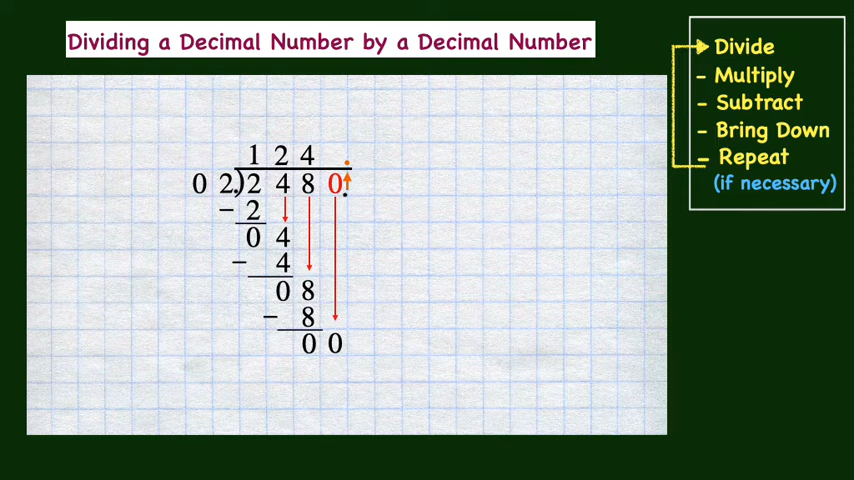 Dividing a Decimal Number by a Decimal Number
Divide
- Multiply
- Subtract
- Bring Down
- Repeat
(if necessary)
1 2 4 .
0 2.)2 4 8 0.
- 2
0 4
- 4
0 8
- 8
0 0